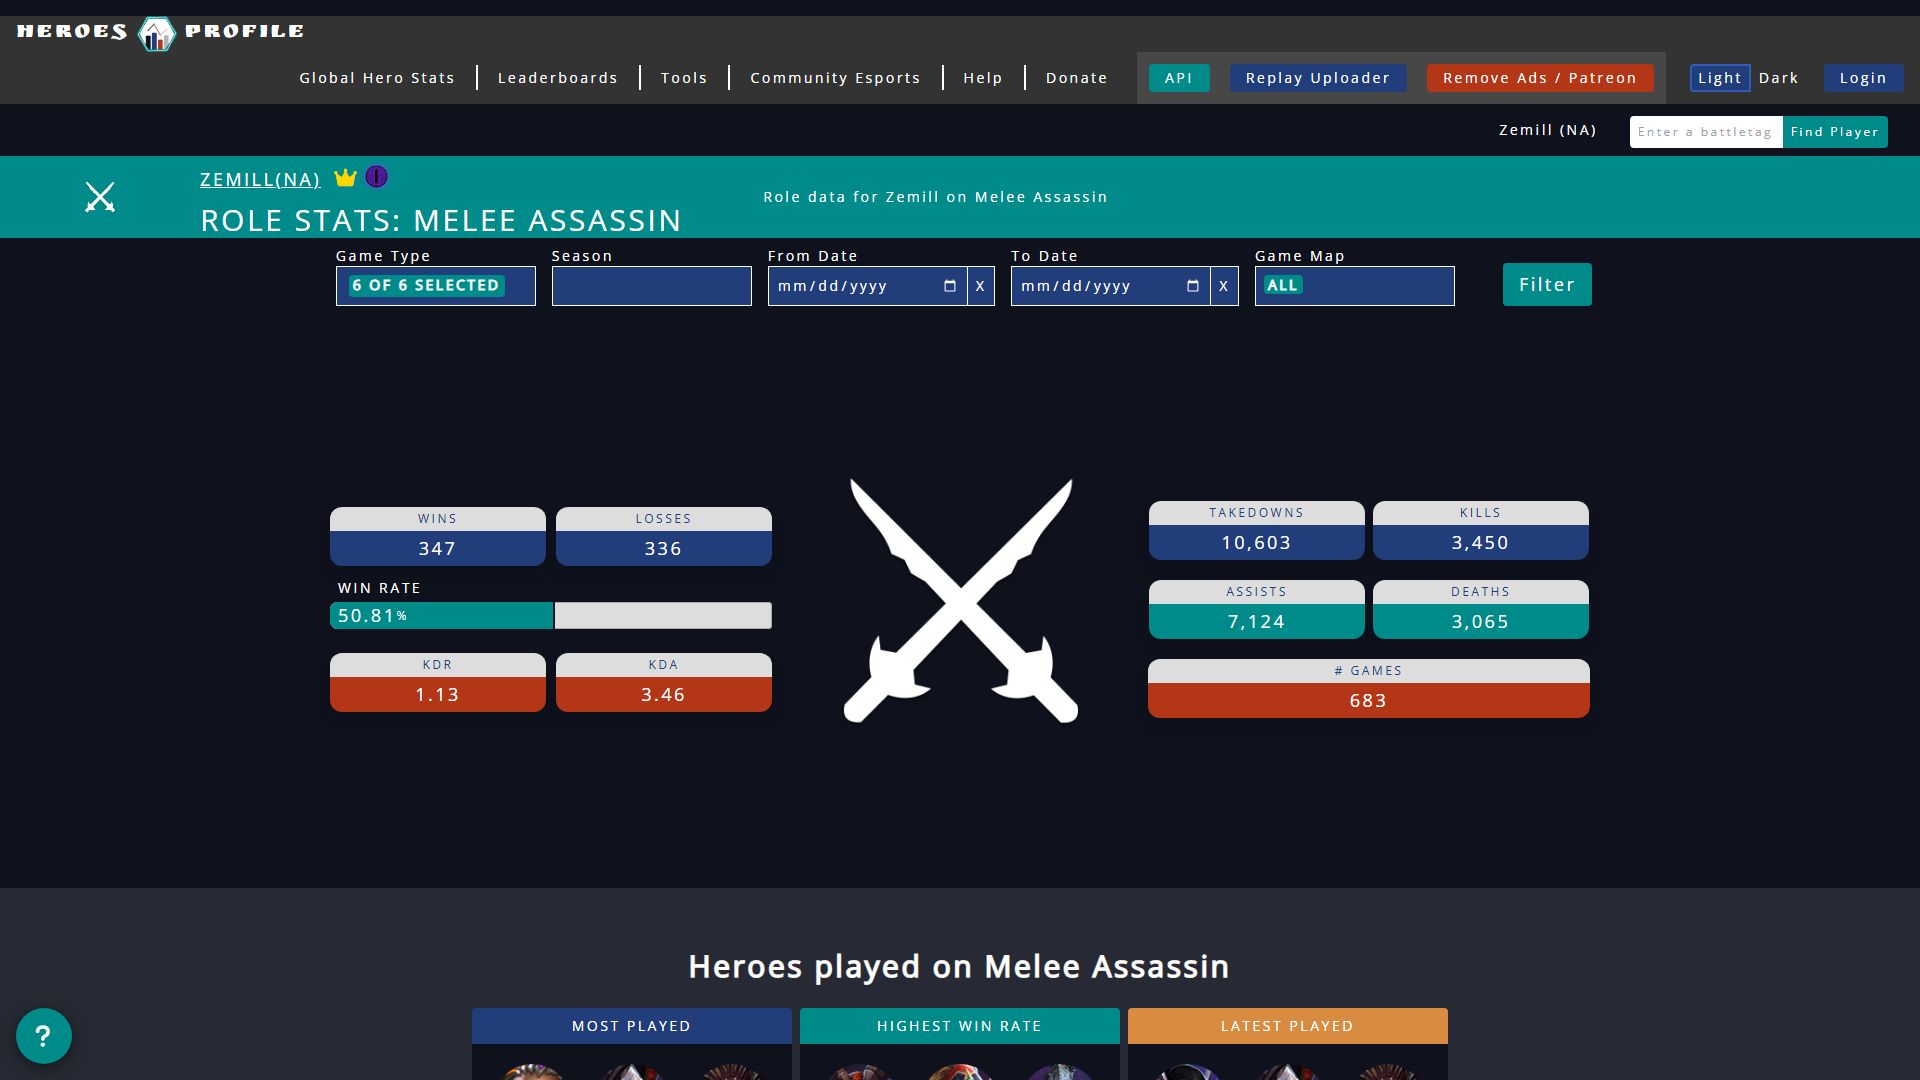 HEROES PROFILE
Global Hero Stats
Leaderboards
Tools
Community Esports
Help
Donate
API
Replay Uploader
Remove Ads / Patreon
Light
Dark
Login
Zemill (NA)
Enter a battletag
Find Player
ZEMILL(NA)
ROLE STATS: MELEE ASSASSIN
Role data for Zemill on Melee Assassin
Game Type
Season
From Date
To Date
Game Map
6 OF 6 SELECTED
mm/dd/yyyy
X
mm/dd/yyyy
X
ALL
Filter
WINS
347
LOSSES
336
WIN RATE
50.81%
KDR
1.13
KDA
3.46
TAKEDOWNS
10,603
KILLS
3,450
ASSISTS
7,124
DEATHS
3,065
# GAMES
683
Heroes played on Melee Assassin
MOST PLAYED
HIGHEST WIN RATE
LATEST PLAYED
?